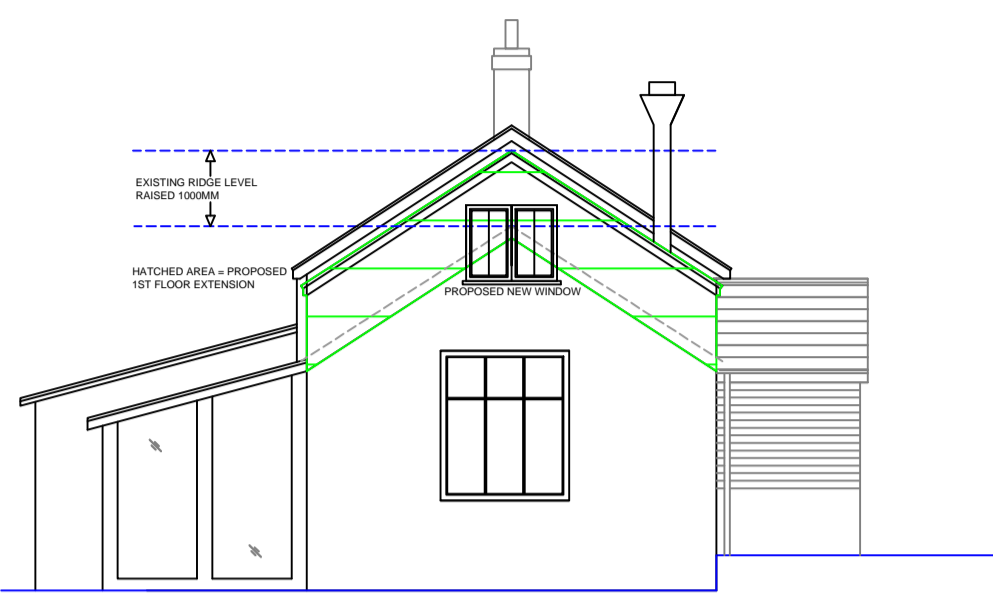 EXISTING RIDGE LEVEL
RAISED 1000MM
HATCHED AREA = PROPOSED
1ST FLOOR EXTENSION
PROPOSED NEW WINDOW